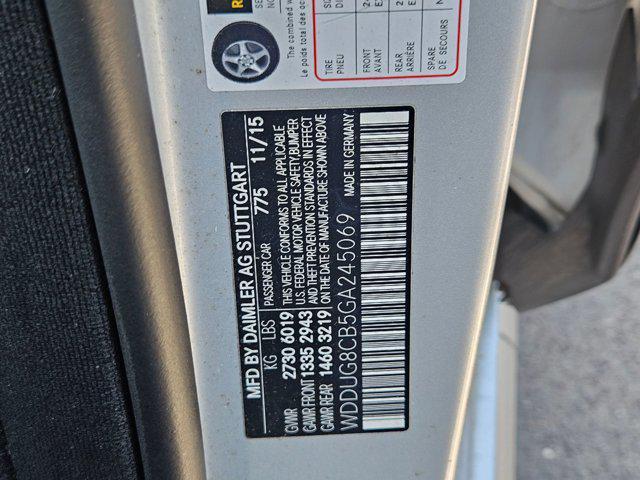 The combined w
Le poids total des oc
TIRE
PNEU
FRONT
AVANT
REAR
ARRIÈRE
SPARE
DE SECOURS
MFD BY DAIMLER AG STUTTGART
PASSENGER CAR 775 11/15
KG LBS
GVWR 2730 6019
GAWR FRONT 1335 2943
GAWR REAR 1460 3219
THIS VEHICLE CONFORMS TO ALL APPLICABLE
U.S. FEDERAL MOTOR VEHICLE SAFETY, BUMPER
AND THEFT PREVENTION STANDARDS IN EFFECT
ON THE DATE OF MANUFACTURE SHOWN ABOVE
WDDUG8CB5GA245069 MADE IN GERMANY